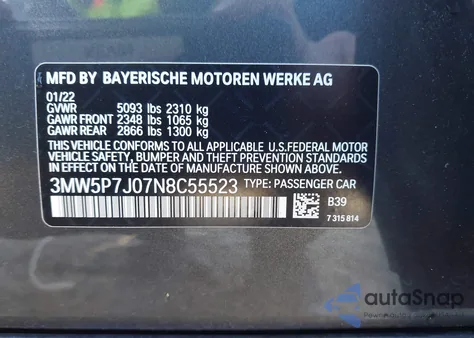 MFD BY BAYERISCHE MOTOREN WERKE AG
01/22
GVWR 5093 lbs 2310 kg
GAWR FRONT 2348 lbs 1065 kg
GAWR REAR 2866 lbs 1300 kg
THIS VEHICLE CONFORMS TO ALL APPLICABLE U.S.FEDERAL MOTOR
VEHICLE SAFETY, BUMPER AND THEFT PREVENTION STANDARDS
IN EFFECT ON THE DATE OF MANUFACTURE SHOWN ABOVE.
3MW5P7J07N8C55523 TYPE: PASSENGER CAR
B39
7 315 814
autoSnap